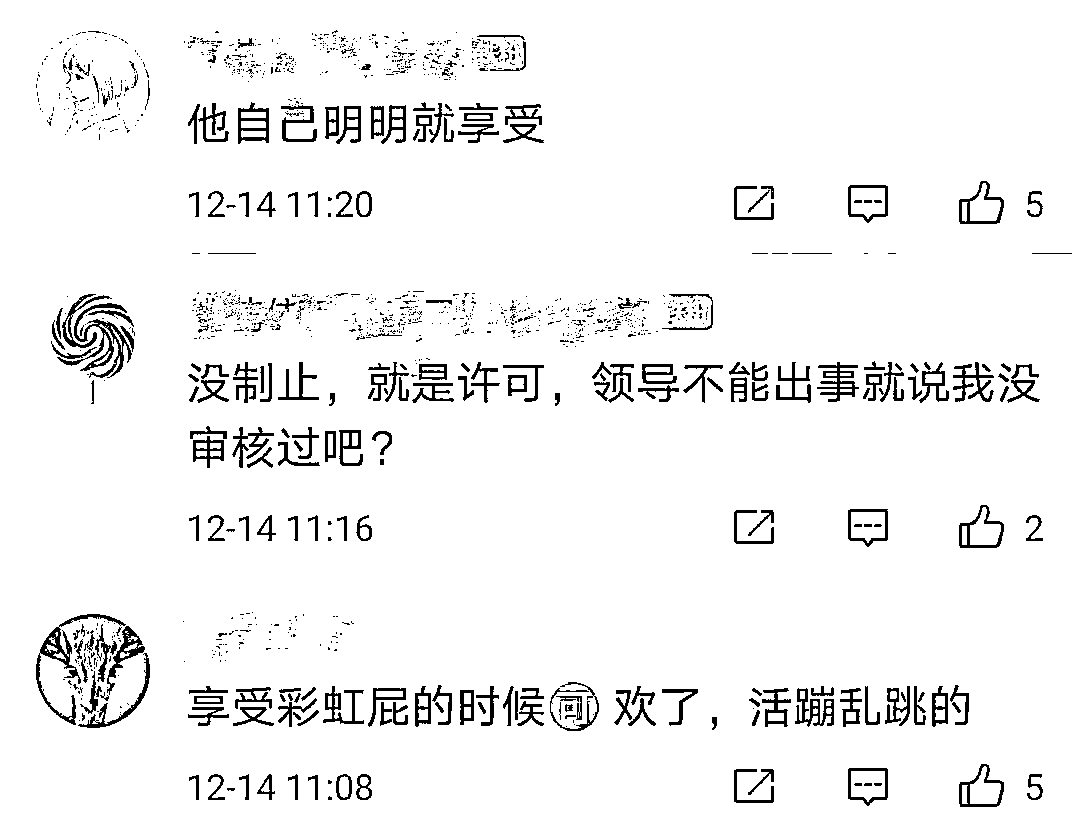 他自己明明就享受
12-14 11:20
5
没制止，就是许可，领导不能出事就说我没
审核过吧？
12-14 11:16
2
享受彩虹屁的时候可欢了，活蹦乱跳的
12-14 11:08
5